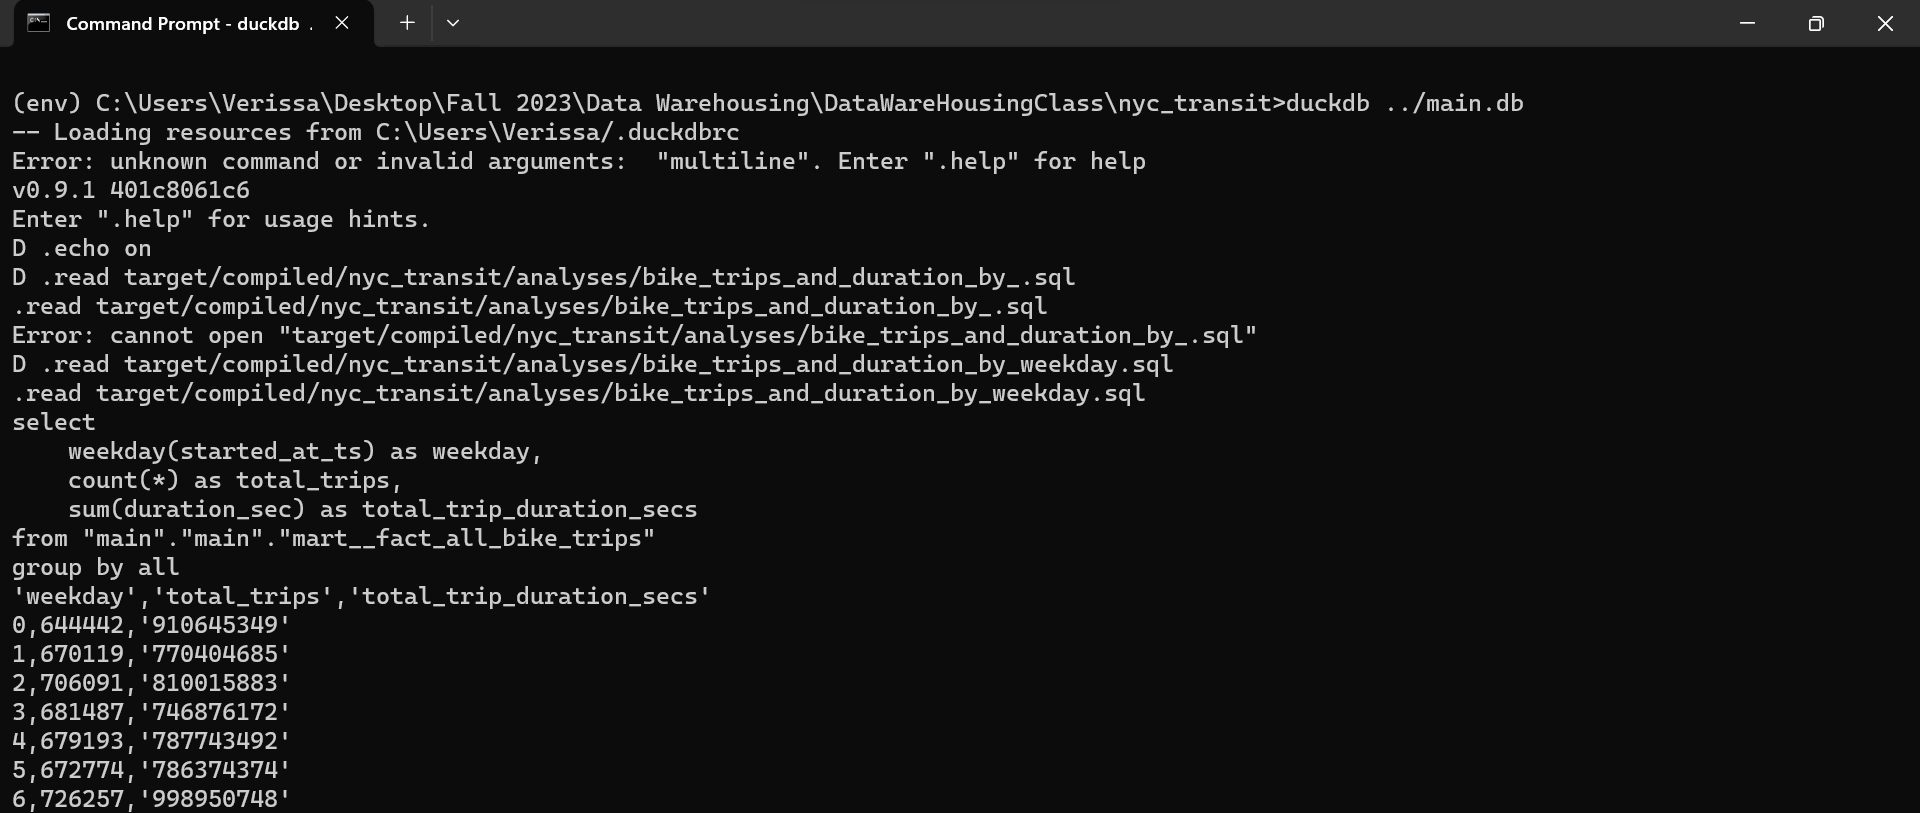 Command Prompt - duckdb .
(env) C:\Users\Verissa\Desktop\Fall 2023\Data Warehousing\DataWareHousingClass\nyc_transit>duckdb ../main.db
-- Loading resources from C:\Users\Verissa/.duckdbrc
Error: unknown command or invalid arguments:  "multiline". Enter ".help" for help
v0.9.1 401c8061c6
Enter ".help" for usage hints.
D .echo on
D .read target/compiled/nyc_transit/analyses/bike_trips_and_duration_by_.sql
.read target/compiled/nyc_transit/analyses/bike_trips_and_duration_by_.sql
Error: cannot open "target/compiled/nyc_transit/analyses/bike_trips_and_duration_by_.sql"
D .read target/compiled/nyc_transit/analyses/bike_trips_and_duration_by_weekday.sql
.read target/compiled/nyc_transit/analyses/bike_trips_and_duration_by_weekday.sql
select
    weekday(started_at_ts) as weekday,
    count(*) as total_trips,
    sum(duration_sec) as total_trip_duration_secs
from "main"."main"."mart__fact_all_bike_trips"
group by all
'weekday','total_trips','total_trip_duration_secs'
0,644442,'910645349'
1,670119,'770404685'
2,706091,'810015883'
3,681487,'746876172'
4,679193,'787743492'
5,672774,'786374374'
6,726257,'998950748'